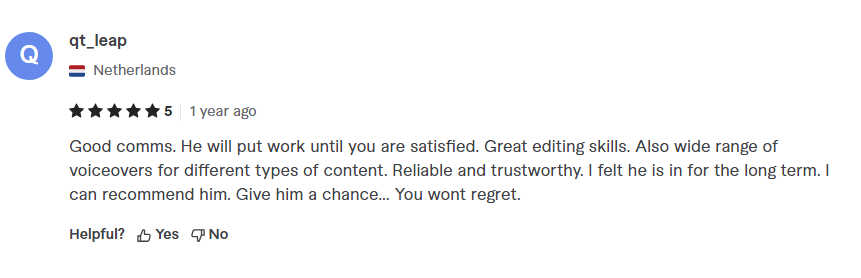 Q
qt_leap
Netherlands
5 1 year ago
Good comms. He will put work until you are satisfied. Great editing skills. Also wide range of
voiceovers for different types of content. Reliable and trustworthy. I felt he is in for the long term. I
can recommend him. Give him a chance... You wont regret.
Helpful? Yes No